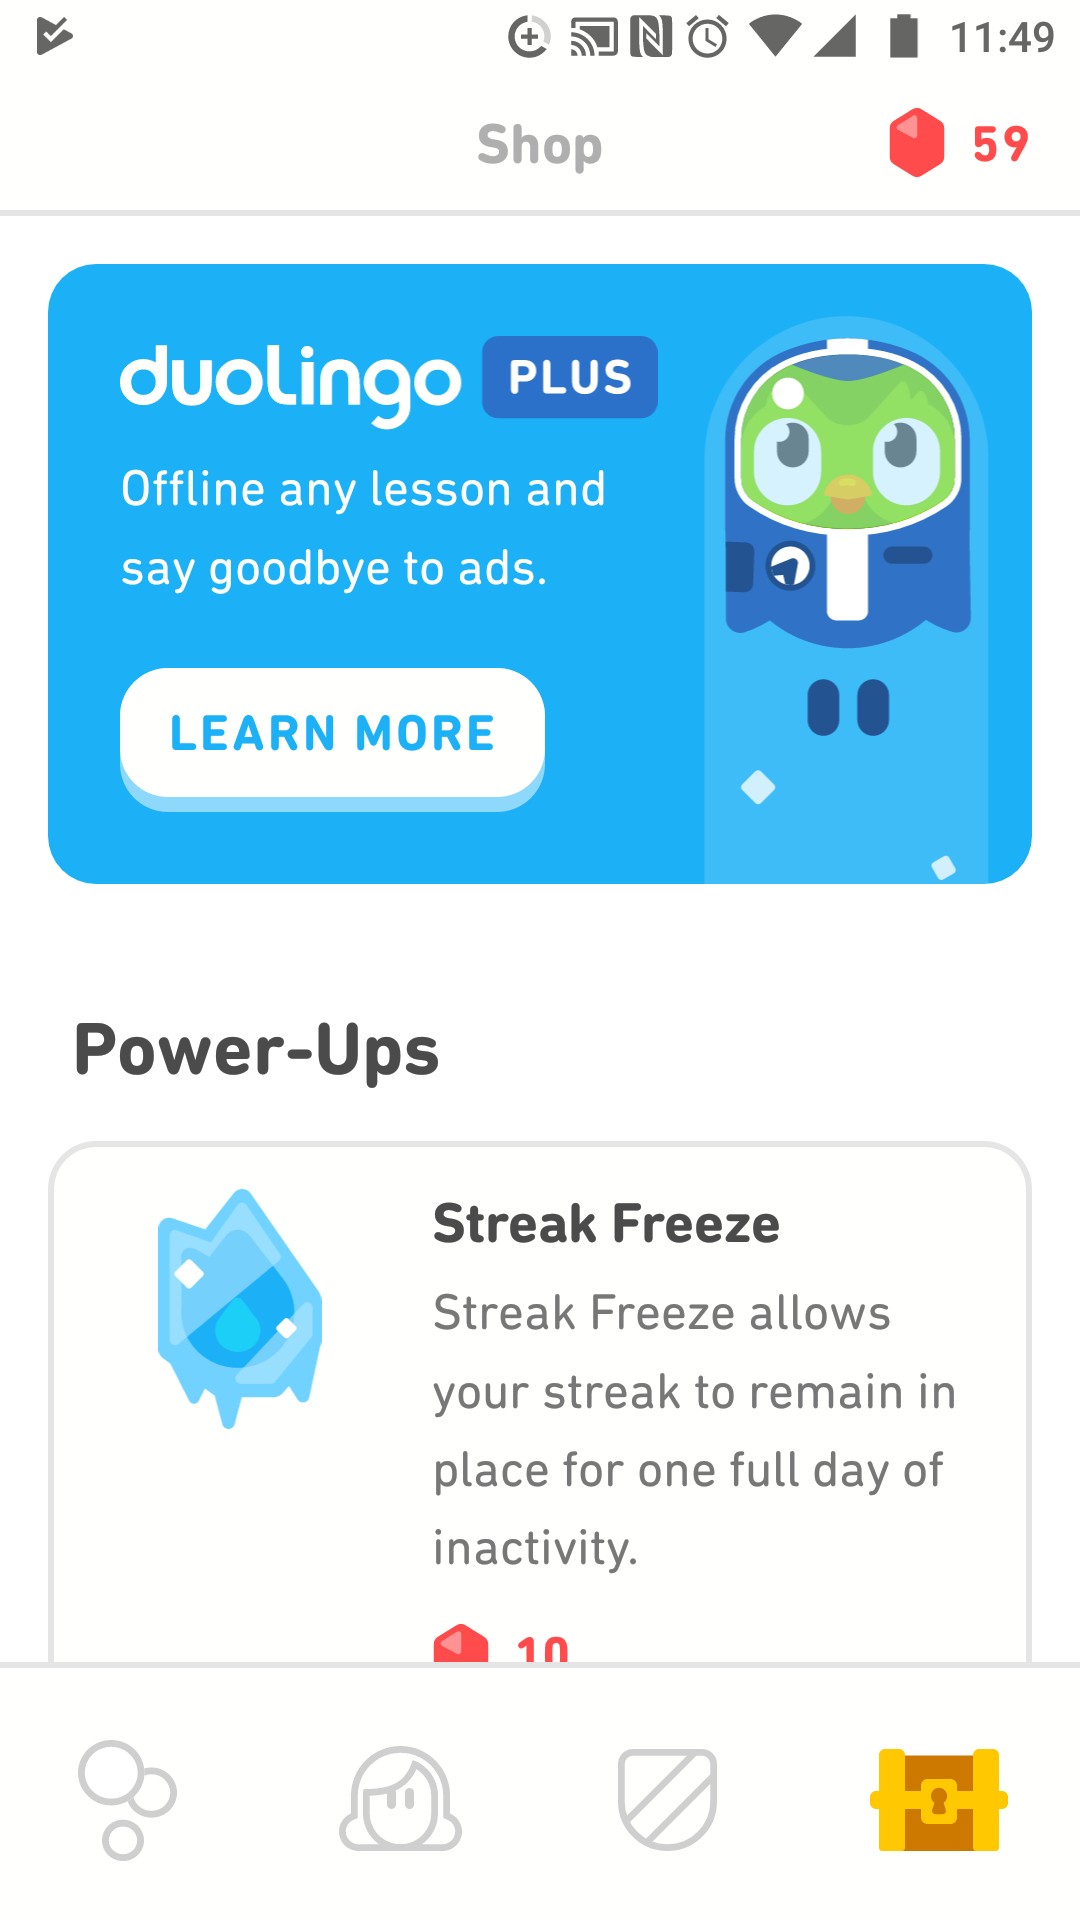 11:49
Shop
59
duolingo PLUS
Offline any lesson and
say goodbye to ads.
LEARN MORE
Power-Ups
Streak Freeze
Streak Freeze allows
your streak to remain in
place for one full day of
inactivity.
10